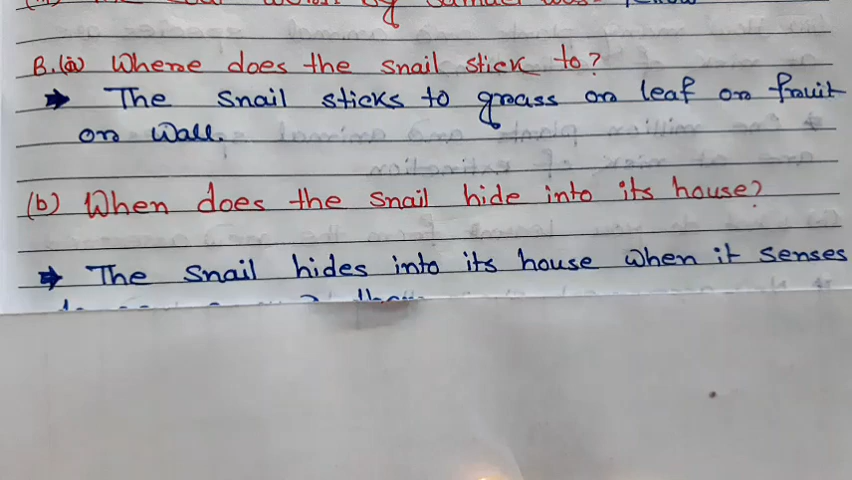 B.(a) Where does the snail stick to?
➔ The snail sticks to grass or leaf or fruit
or wall.
(b) When does the snail hide into its house?
➔ The snail hides into its house when it senses